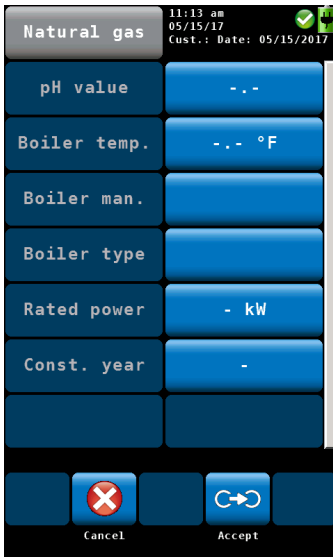 Natural gas
11:13 am
05/15/17
Cust.: Date: 05/15/2017
pH value -.-
Boiler temp. -.- °F
Boiler man.
Boiler type
Rated power - kW
Const. year -
Cancel Accept